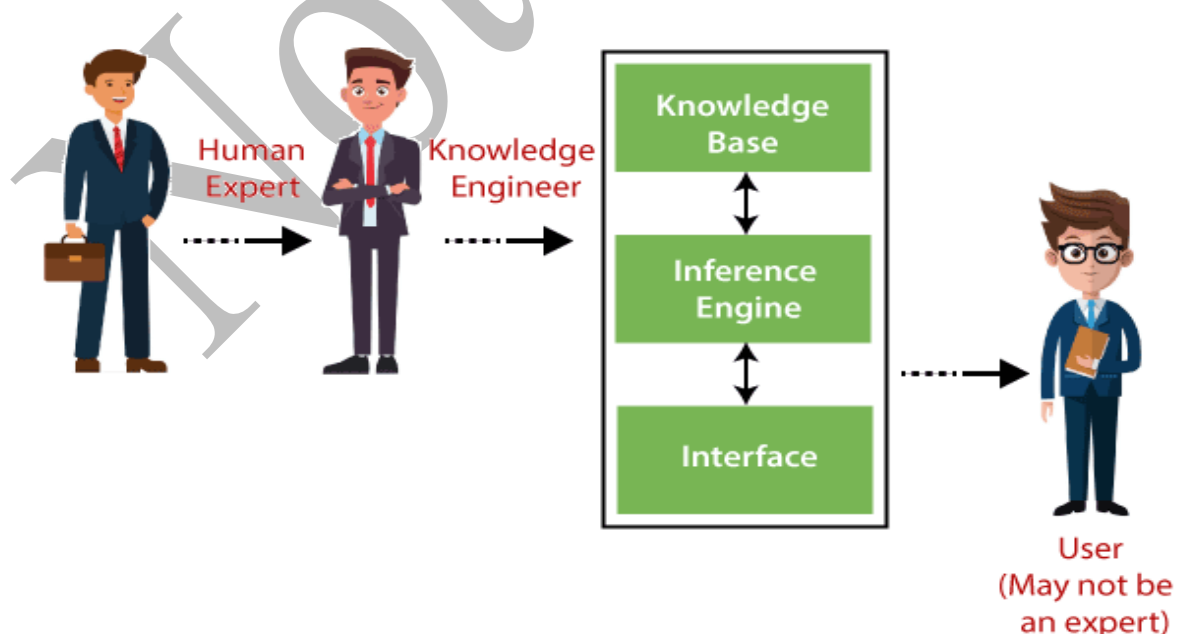 Human
Expert
Knowledge
Engineer
Knowledge
Base
Inference
Engine
Interface
User
(May not be
an expert)